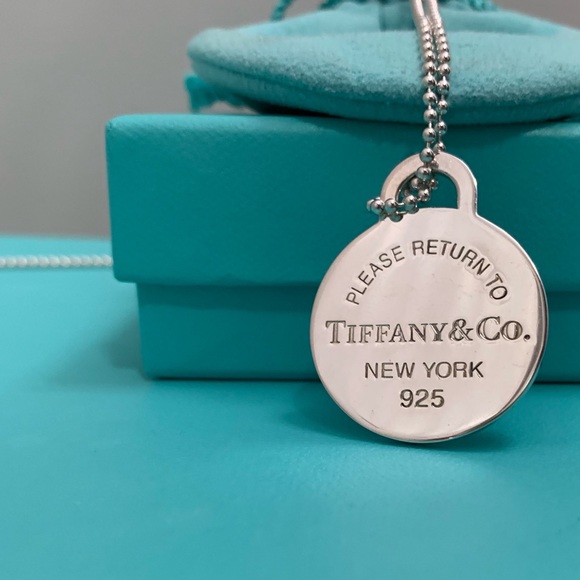 PLEASE RETURN TO
TIFFANY & CO.
NEW YORK
925